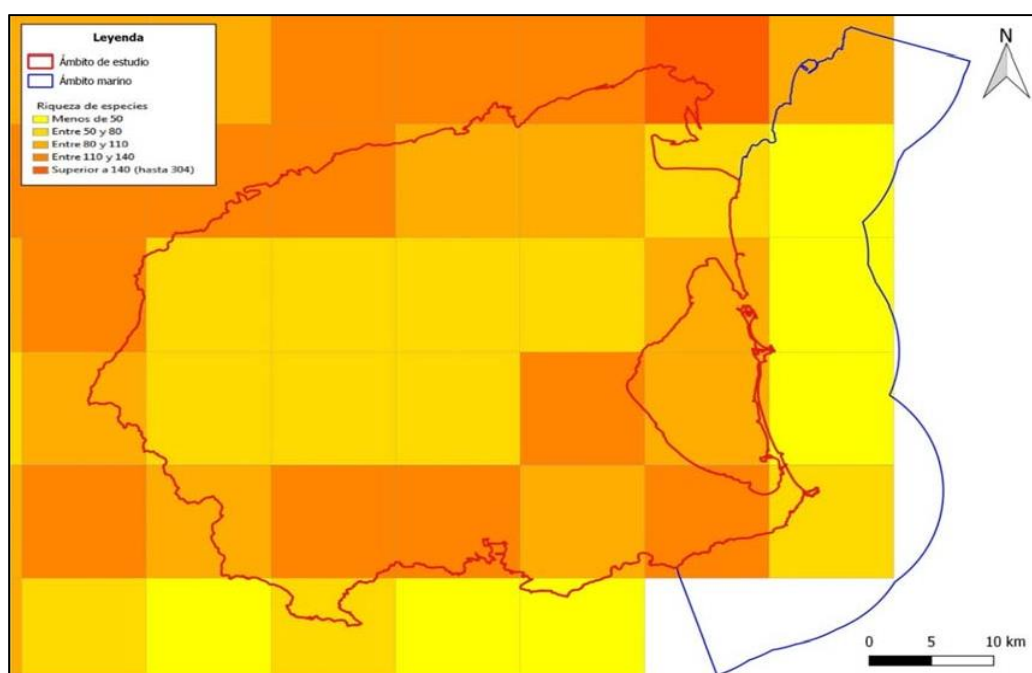 Leyenda
Ámbito de estudio
Ámbito marino
Riqueza de especies
Menos de 50
Entre 50 y 80
Entre 80 y 110
Entre 110 y 140
Superior a 140 (hasta 304)
N
0 5 10 km